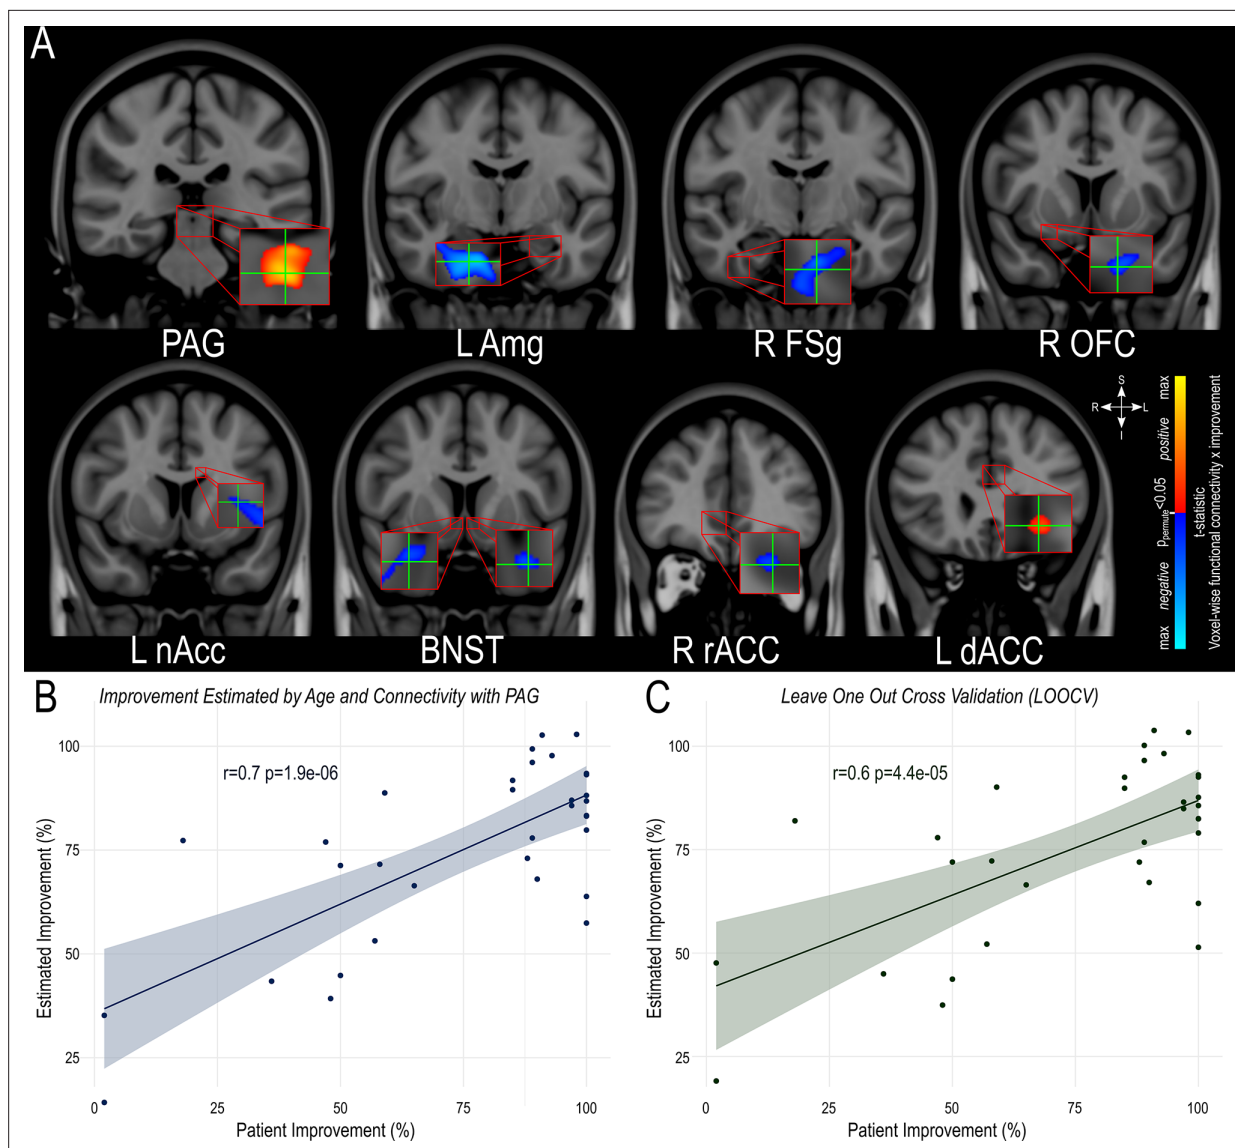 A
PAG
L Amg
R FSg
R OFC
L nAcc
BNST
R rACC
L dACC
S
R L
I
max negative p_permute<0.05 positive max
t-statistic
Voxel-wise functional connectivity x improvement
B
Improvement Estimated by Age and Connectivity with PAG
r=0.7 p=1.9e-06
100
75
50
25
Estimated Improvement (%)
0 25 50 75 100
Patient Improvement (%)
C
Leave One Out Cross Validation (LOOCV)
r=0.6 p=4.4e-05
100
75
50
25
Estimated Improvement (%)
0 25 50 75 100
Patient Improvement (%)